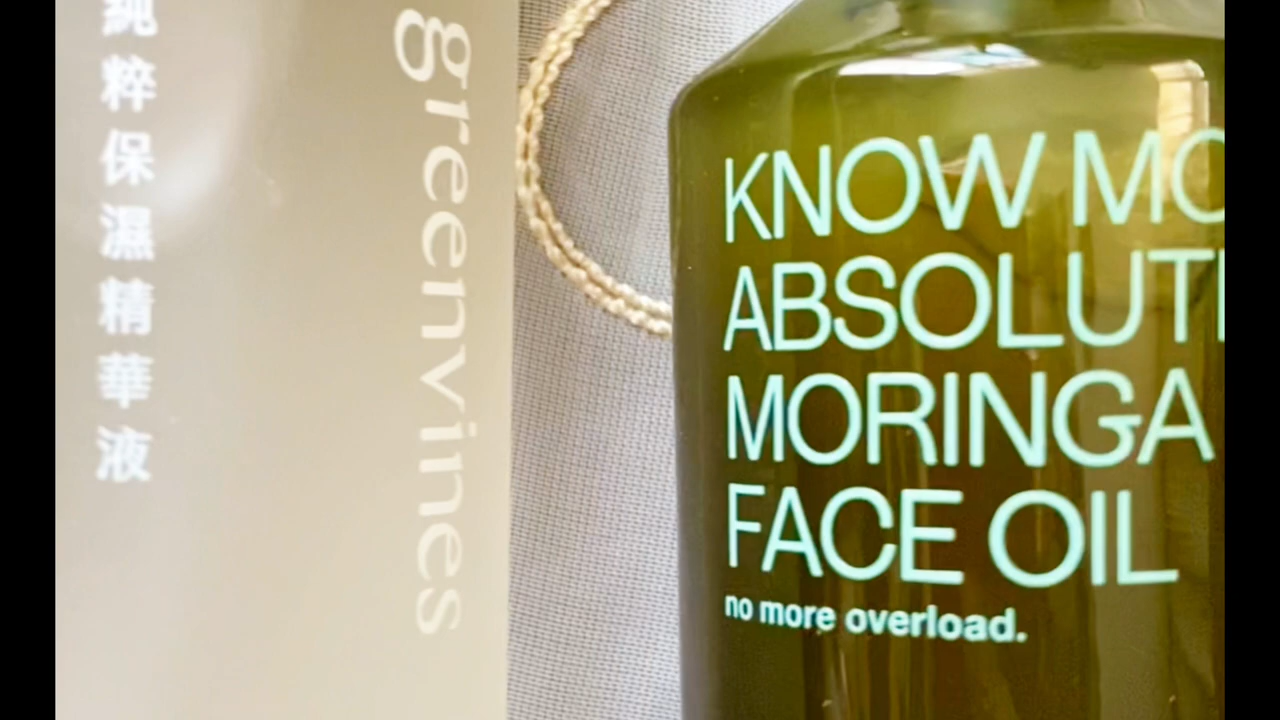 純粹保濕精華液
greenvines
KNOW MO
ABSOLUT
MORINGA
FACE OIL
no more overload.